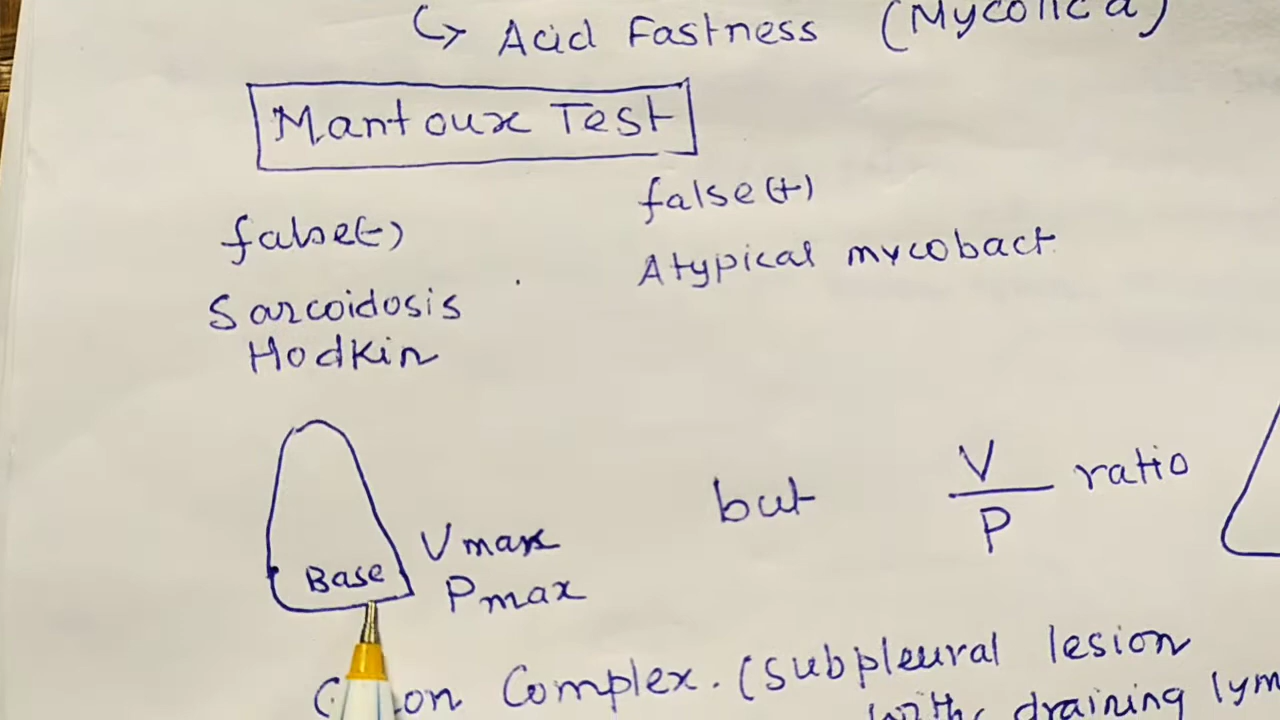 ↳ Acid Fastness (Mycolic a)
Mantoux Test
false(-)
Sarcoidosis
Hodkin
false(+)
Atypical mycobact
Base
Vmax
Pmax
but
V
P
ratio
Complex. (subpleural lesion
with draining lym